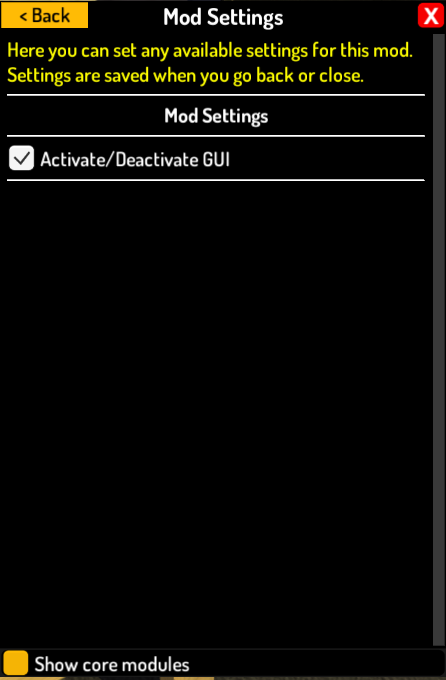 < Back
Mod Settings
X
Here you can set any available settings for this mod.
Settings are saved when you go back or close.
Mod Settings
Activate/Deactivate GUI
Show core modules